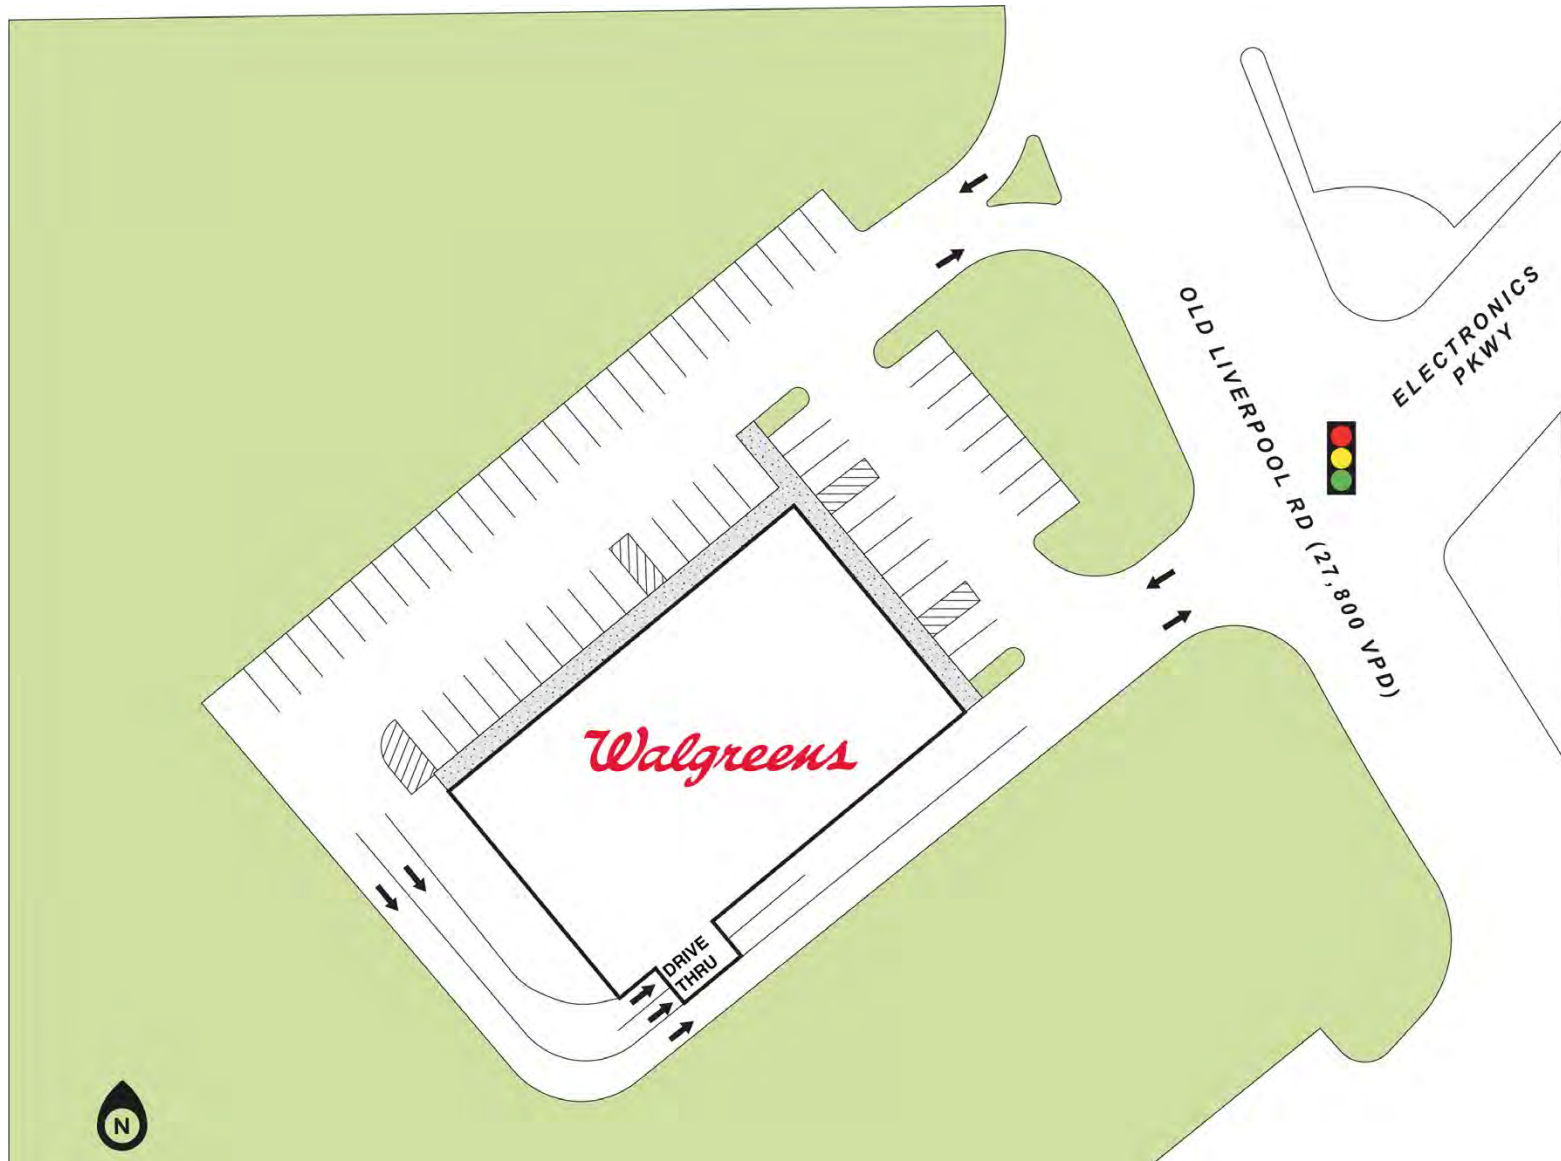 OLD LIVERPOOL RD (27,800 VPD)
ELECTRONICS
PKWY
Walgreens
DRIVE
THRU
N